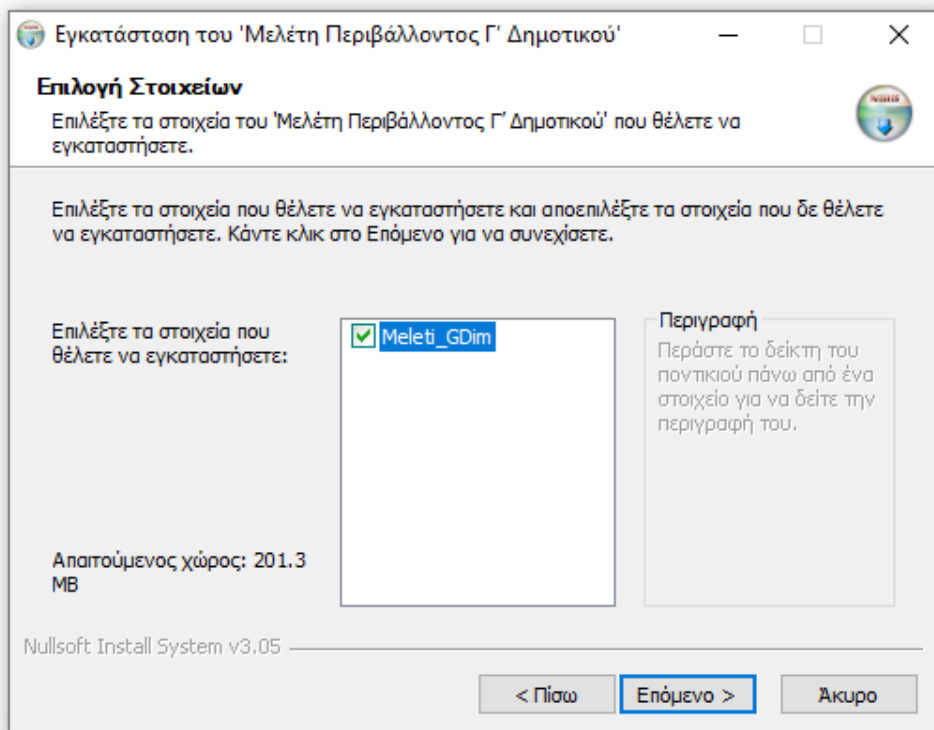 Εγκατάσταση του 'Μελέτη Περιβάλλοντος Γ' Δημοτικού'
Επιλογή Στοιχείων
Επιλέξτε τα στοιχεία του 'Μελέτη Περιβάλλοντος Γ' Δημοτικού' που θέλετε να
εγκαταστήσετε.
Επιλέξτε τα στοιχεία που θέλετε να εγκαταστήσετε και αποεπιλέξτε τα στοιχεία που δε θέλετε
να εγκαταστήσετε. Κάντε κλικ στο Επόμενο για να συνεχίσετε.
Επιλέξτε τα στοιχεία που
θέλετε να εγκαταστήσετε:
Meleti_GDim
Περιγραφή
Περάστε το δείκτη του
ποντικιού πάνω από ένα
στοιχείο για να δείτε την
περιγραφή του.
Απαιτούμενος χώρος: 201.3
MB
Nullsoft Install System v3.05
< Πίσω
Επόμενο >
Άκυρο